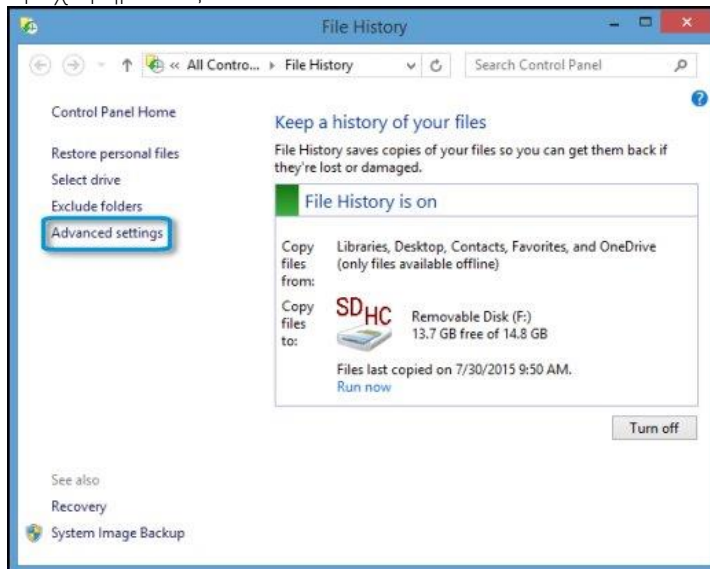 File History
« All Contro... ▸ File History
Search Control Panel
Control Panel Home
Restore personal files
Select drive
Exclude folders
Advanced settings
Keep a history of your files
File History saves copies of your files so you can get them back if
they're lost or damaged.
File History is on
Copy files from:
Libraries, Desktop, Contacts, Favorites, and OneDrive
(only files available offline)
Copy files to:
SDHC
Removable Disk (F:)
13.7 GB free of 14.8 GB
Files last copied on 7/30/2015 9:50 AM.
Run now
Turn off
See also
Recovery
System Image Backup